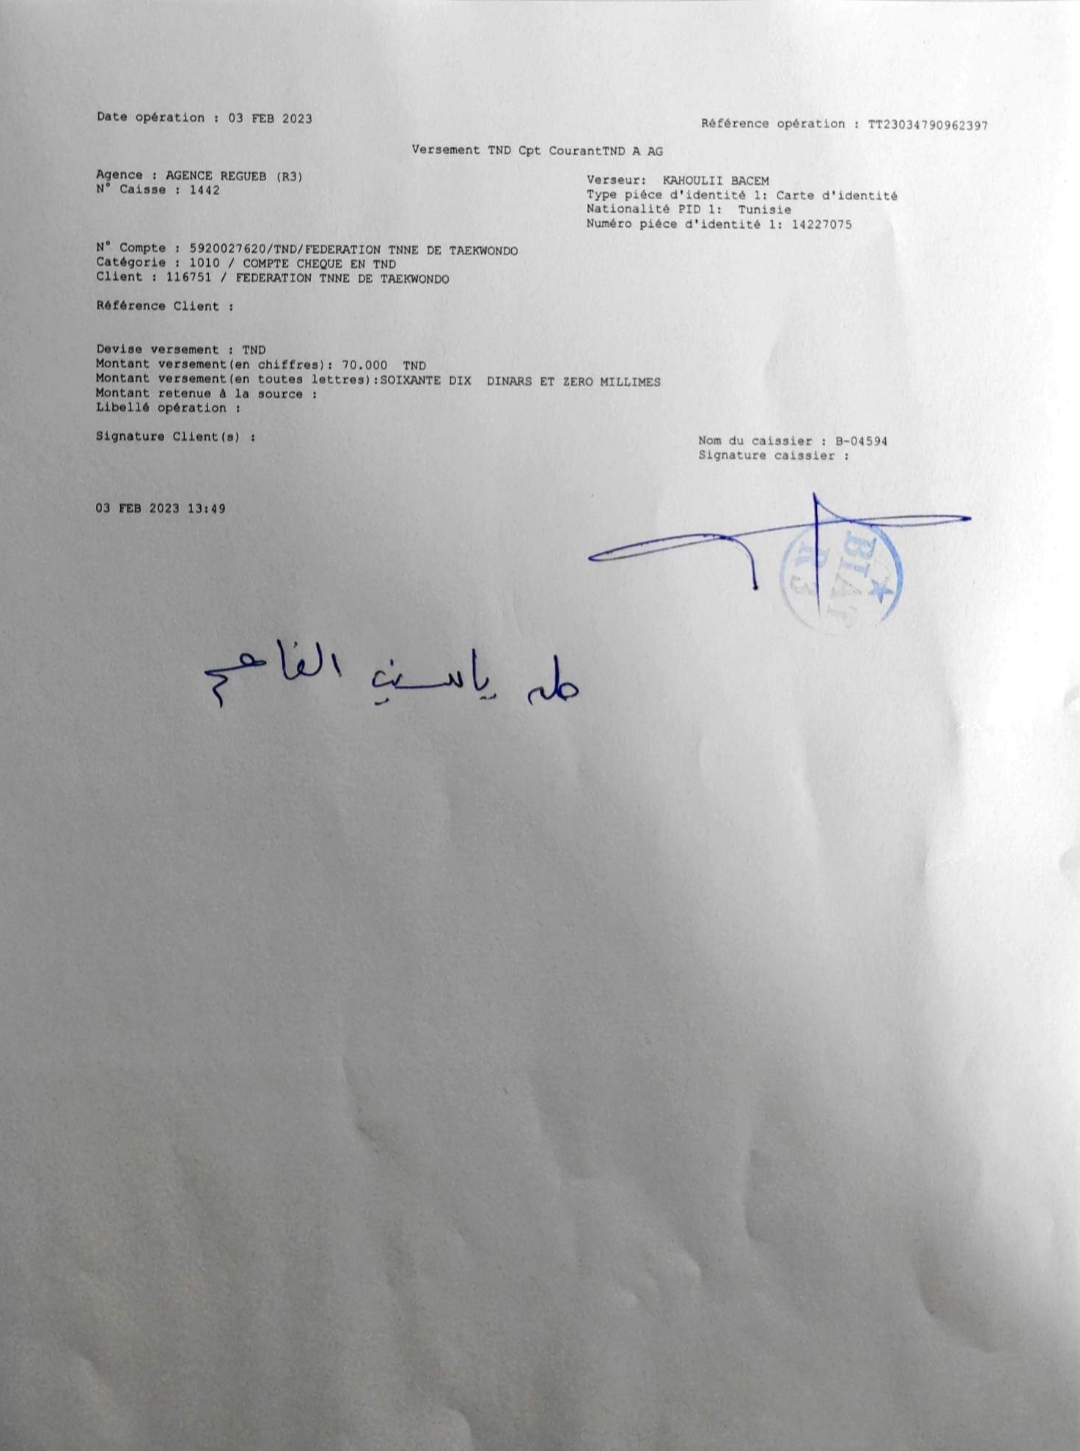 Date opération : 03 FEB 2023
Référence opération : TT23034790962397
Versement TND Cpt CourantTND A AG
Agence : AGENCE REGUEB (R3)
N° Caisse : 1442
Verseur: KAHOULII BACEM
Type piéce d'identité 1: Carte d'identité
Nationalité PID 1: Tunisie
Numéro piéce d'identité 1: 14227075
N° Compte : 5920027620/TND/FEDERATION TNNE DE TAEKWONDO
Catégorie : 1010 / COMPTE CHEQUE EN TND
Client : 116751 / FEDERATION TNNE DE TAEKWONDO
Référence Client :
Devise versement : TND
Montant versement(en chiffres): 70.000 TND
Montant versement(en toutes lettres):SOIXANTE DIX DINARS ET ZERO MILLIMES
Montant retenue à la source :
Libellé opération :
Signature Client(s) :
Nom du caissier : B-04594
Signature caissier :
03 FEB 2023 13:49
BIAT
R3
طه ياسين